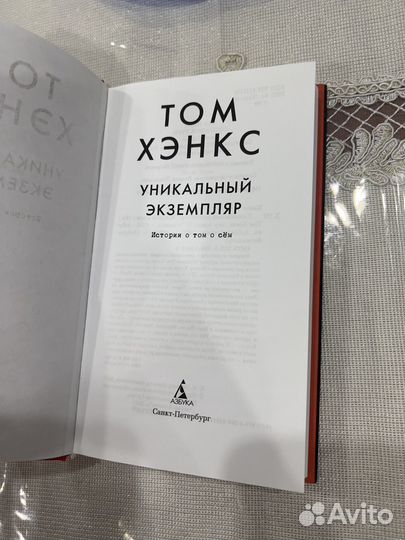 ТОМ
ХЭНКС
УНИКАЛЬНЫЙ
ЭКЗЕМПЛЯР
Истории о том о сём
АЗБУКА
Санкт-Петербург
Avito